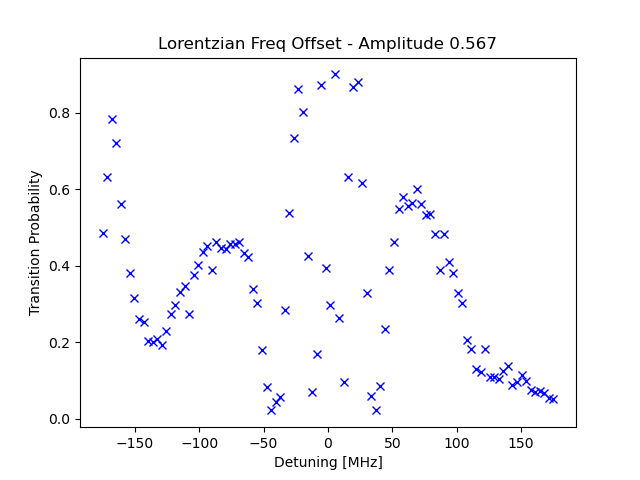 Lorentzian Freq Offset - Amplitude 0.567
0.8
0.6
0.4
0.2
0.0
Transition Probability
−150 −100 −50 0 50 100 150
Detuning [MHz]